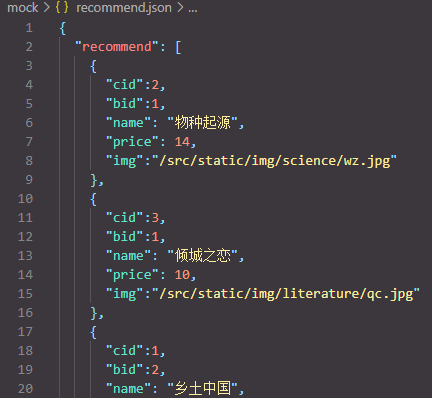 mock > {} recommend.json > ...
1 {
2 "recommend": [
3 {
4 "cid":2,
5 "bid":1,
6 "name": "物种起源",
7 "price": 14,
8 "img":"/src/static/img/science/wz.jpg"
9 },
10 {
11 "cid":3,
12 "bid":1,
13 "name": "倾城之恋",
14 "price": 10,
15 "img":"/src/static/img/literature/qc.jpg"
16 },
17 {
18 "cid":1,
19 "bid":2,
20 "name": "乡土中国",